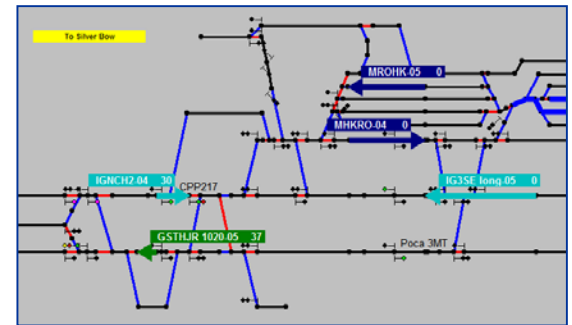 To Silver Bow
MROHK-05 0
MHKRO-04 0
IGNCH2-04 30
CPP217
IG3SE long-05 0
GSTHJR 1020-05 37
Poca 3MT